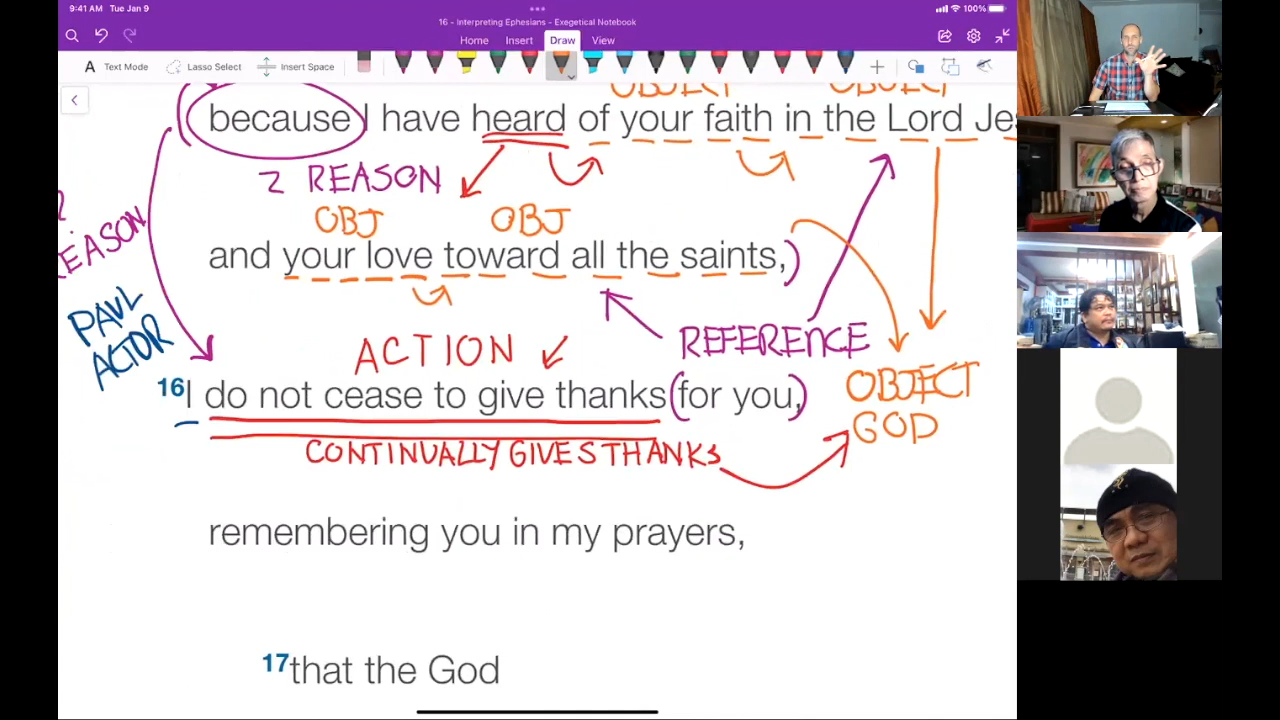 9:41 AM Tue Jan 9
100%
16 - Interpreting Ephesians - Exegetical Notebook
Home Insert Draw View
A Text Mode Lasso Select Insert Space
OBJECT OBJECT
because I have heard of your faith in the Lord Jes
2 REASON
OBJ OBJ
REASON
and your love toward all the saints,)
PAUL
ACTOR
REFERENCE
ACTION
16 I do not cease to give thanks (for you,)
OBJECT
GOD
CONTINUALLY GIVES THANKS
remembering you in my prayers,
17 that the God